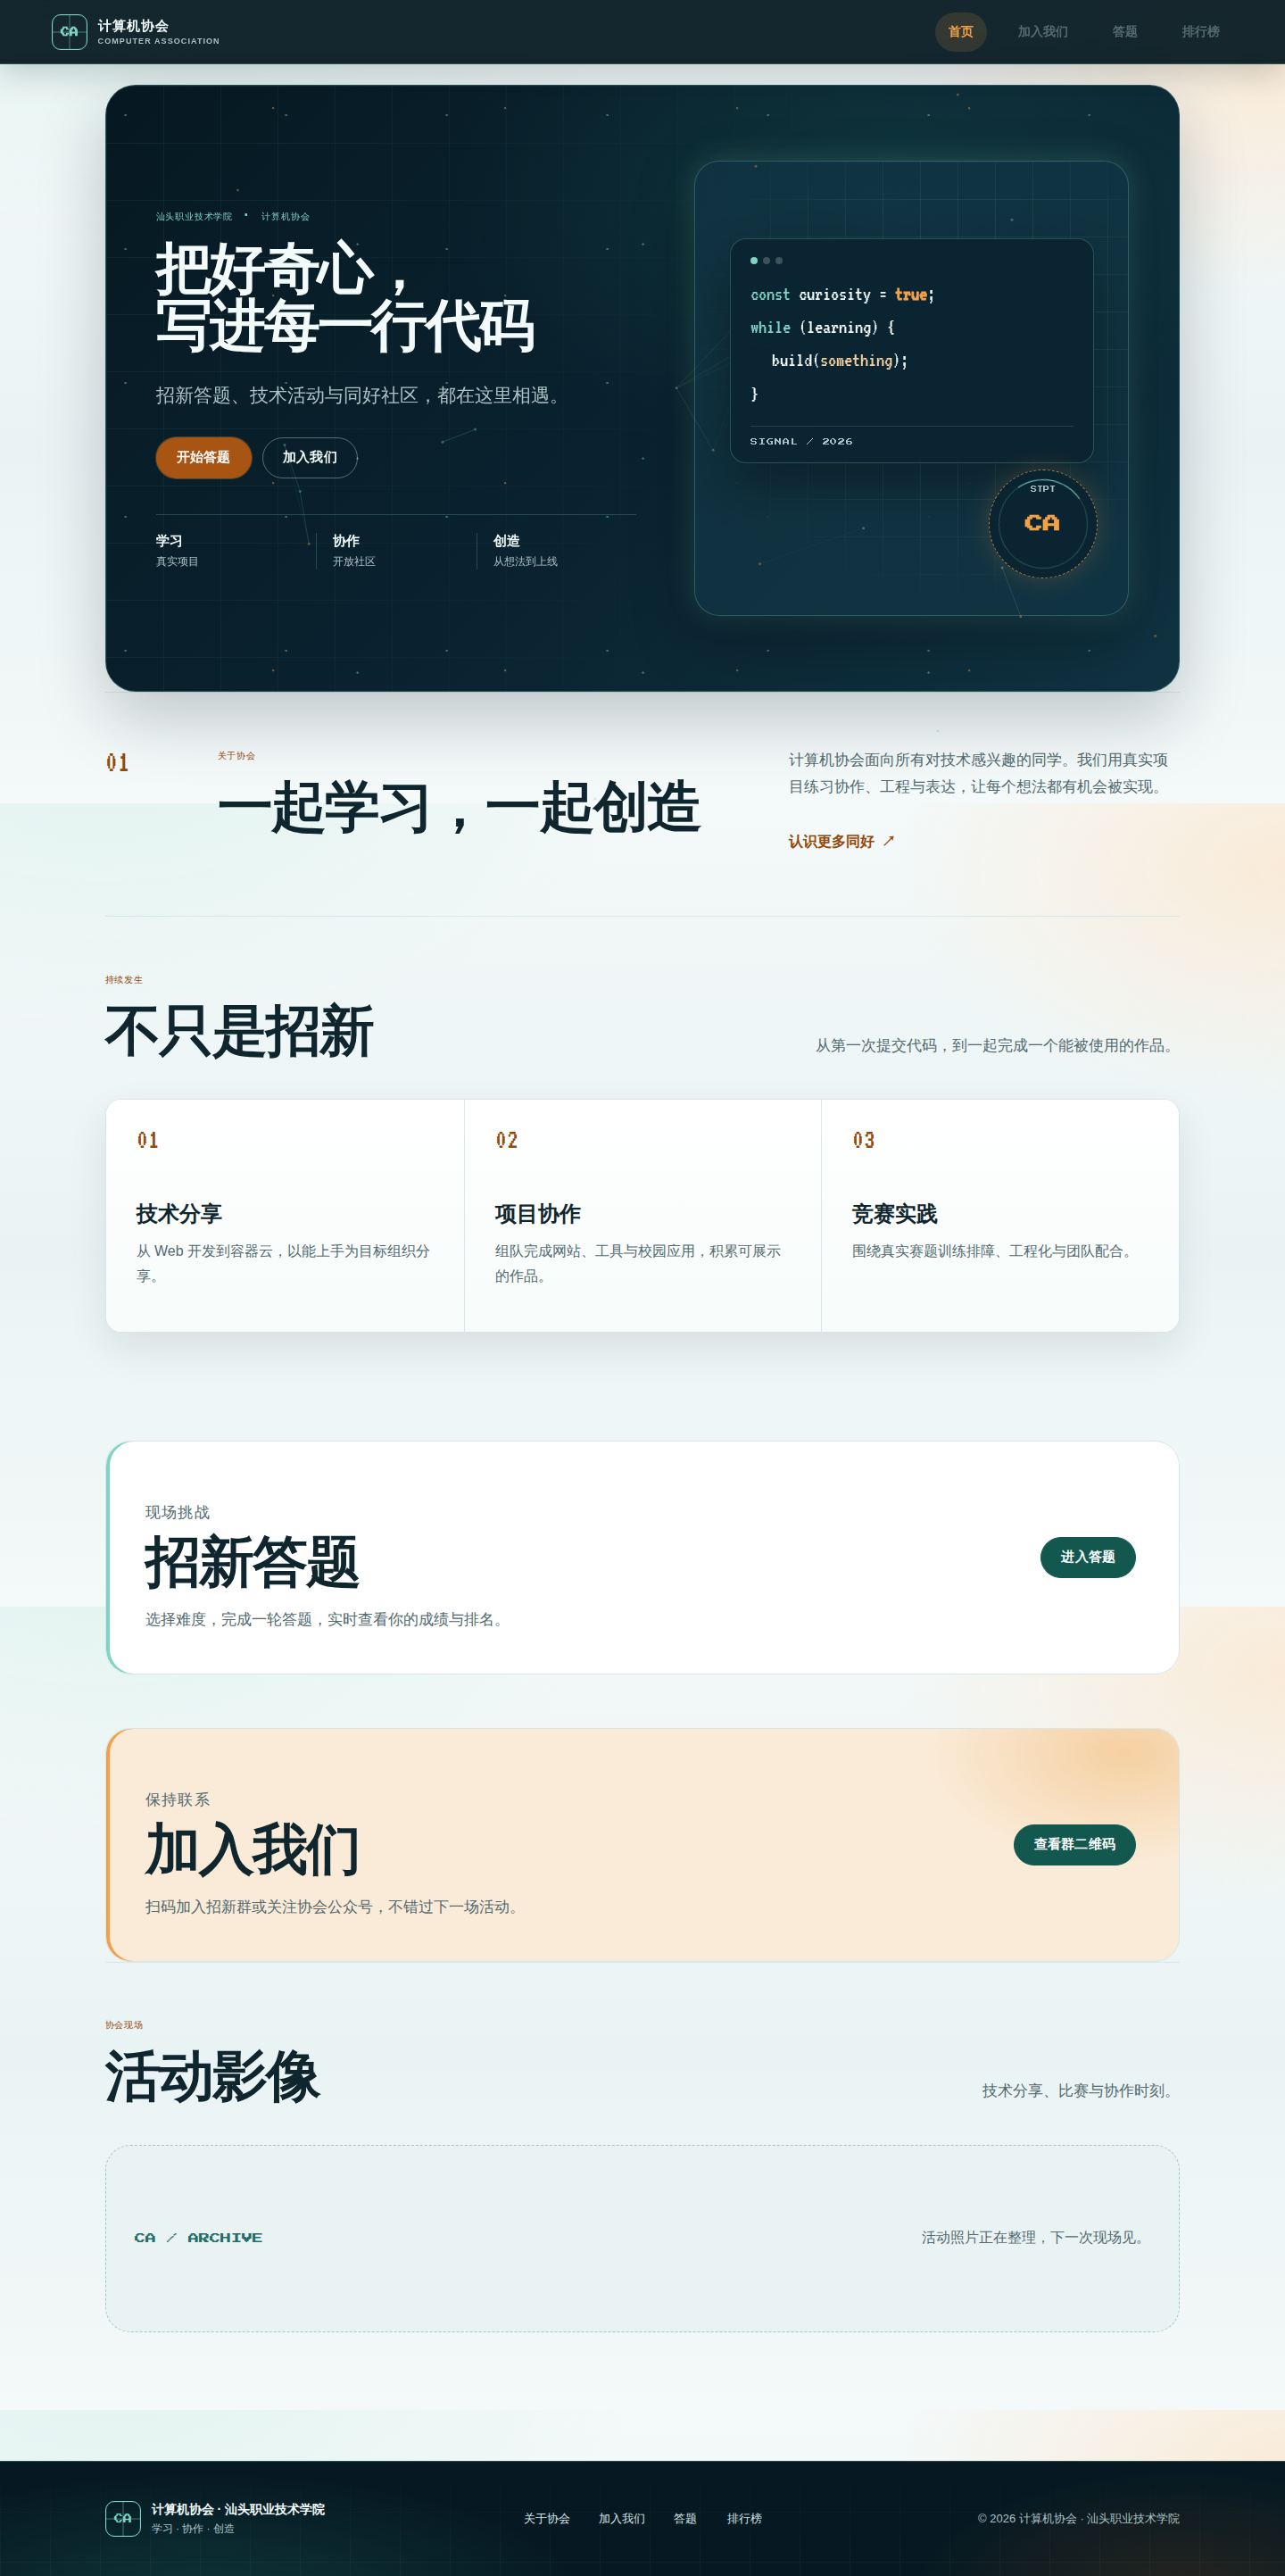 CA
计算机协会
COMPUTER ASSOCIATION
首页
加入我们
答题
排行榜
汕头职业技术学院 · 计算机协会
把好奇心，
写进每一行代码
招新答题、技术活动与同好社区，都在这里相遇。
开始答题
加入我们
学习
真实项目
协作
开放社区
创造
从想法到上线
const curiosity = true;
while (learning) {
build(something);
}
SIGNAL / 2026
STPT
CA
01
关于协会
一起学习，一起创造
计算机协会面向所有对技术感兴趣的同学。我们用真实项
目练习协作、工程与表达，让每个想法都有机会被实现。
认识更多同好 ↗
持续发生
不只是招新
从第一次提交代码，到一起完成一个能被使用的作品。
01
技术分享
从 Web 开发到容器云，以能上手为目标组织分
享。
02
项目协作
组队完成网站、工具与校园应用，积累可展示
的作品。
03
竞赛实践
围绕真实赛题训练排障、工程化与团队配合。
现场挑战
招新答题
选择难度，完成一轮答题，实时查看你的成绩与排名。
进入答题
保持联系
加入我们
扫码加入招新群或关注协会公众号，不错过下一场活动。
查看群二维码
协会现场
活动影像
技术分享、比赛与协作时刻。
CA / ARCHIVE
活动照片正在整理，下一次现场见。
CA
计算机协会 · 汕头职业技术学院
学习 · 协作 · 创造
关于协会
加入我们
答题
排行榜
© 2026 计算机协会 · 汕头职业技术学院